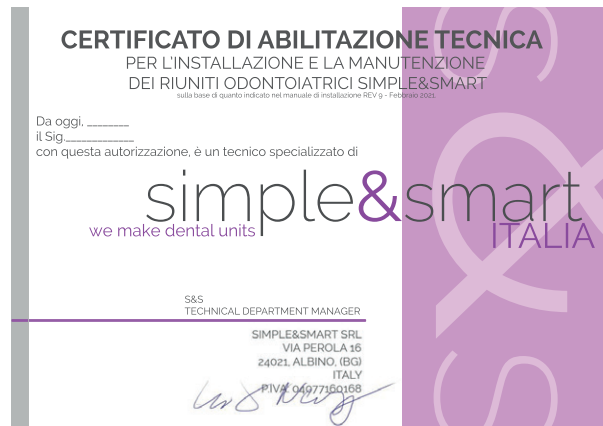 CERTIFICATO DI ABILITAZIONE TECNICA
PER L'INSTALLAZIONE E LA MANUTENZIONE
DEI RIUNITI ODONTOIATRICI SIMPLE&SMART
sulla base di quanto indicato nel manuale di installazione REV 9 - Febbraio 2021
Da oggi, ________
il Sig._____________
con questa autorizzazione, è un tecnico specializzato di
simple&smart
we make dental units
ITALIA
S&S
TECHNICAL DEPARTMENT MANAGER
SIMPLE&SMART SRL
VIA PEROLA 16
24021, ALBINO, (BG)
ITALY
P.IVA: 04077160168